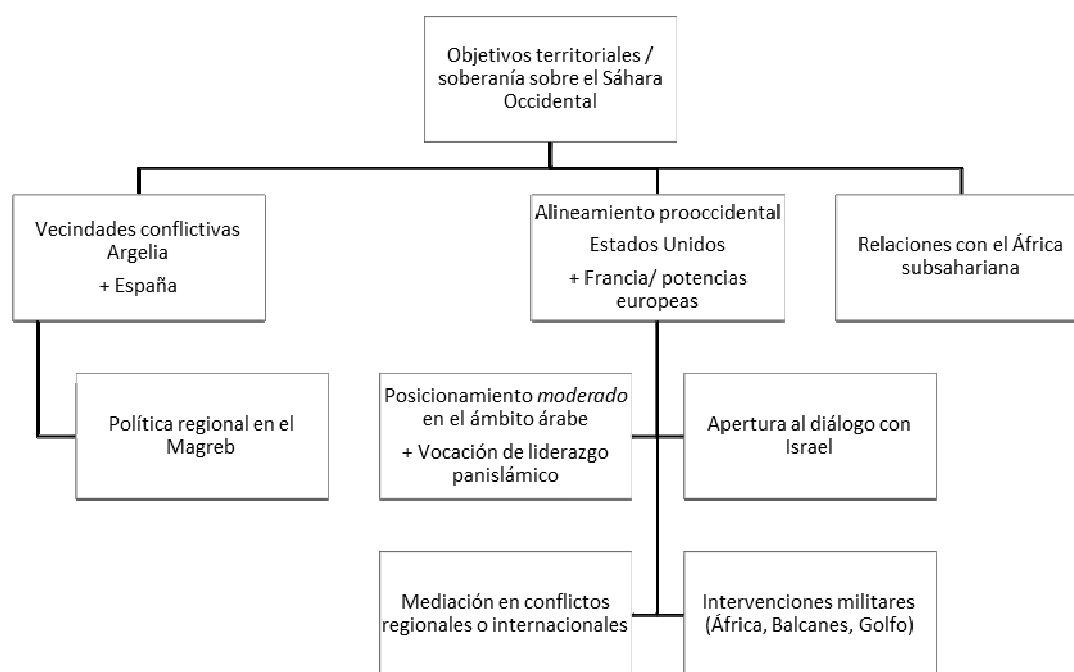 Objetivos territoriales /
soberanía sobre el Sáhara
Occidental
Vecindades conflictivas
Argelia
+ España
Alineamiento prooccidental
Estados Unidos
+ Francia/ potencias
europeas
Relaciones con el África
subsahariana
Política regional en el
Magreb
Posicionamiento moderado
en el ámbito árabe
+ Vocación de liderazgo
panislámico
Apertura al diálogo con
Israel
Mediación en conflictos
regionales o internacionales
Intervenciones militares
(África, Balcanes, Golfo)